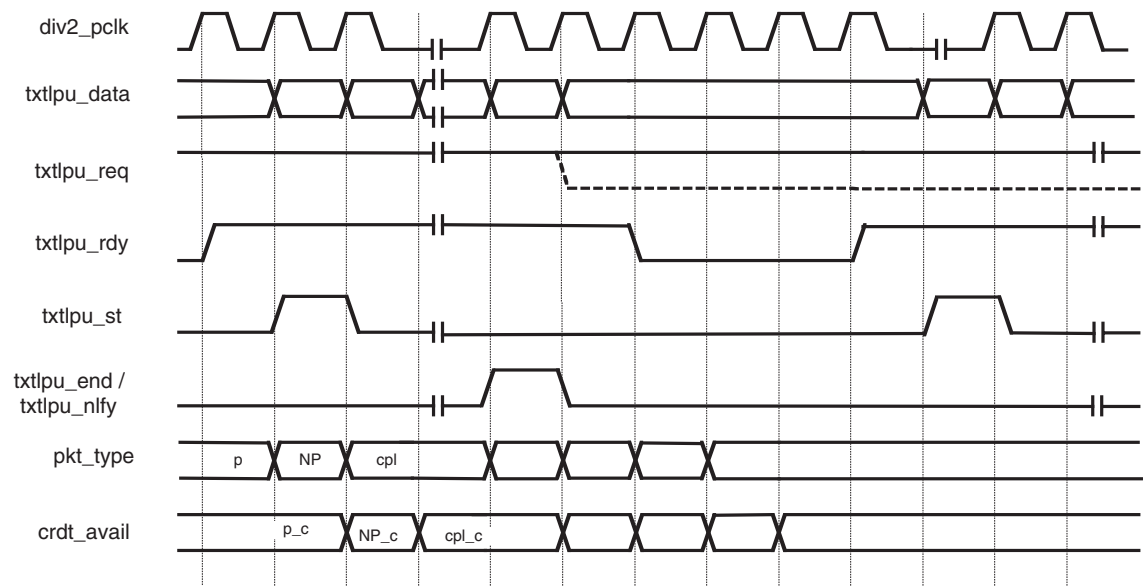 div2_pclk
txtlpu_data
txtlpu_req
txtlpu_rdy
txtlpu_st
txtlpu_end /
txtlpu_nlfy
pkt_type
p NP cpl
crdt_avail
p_c NP_c cpl_c